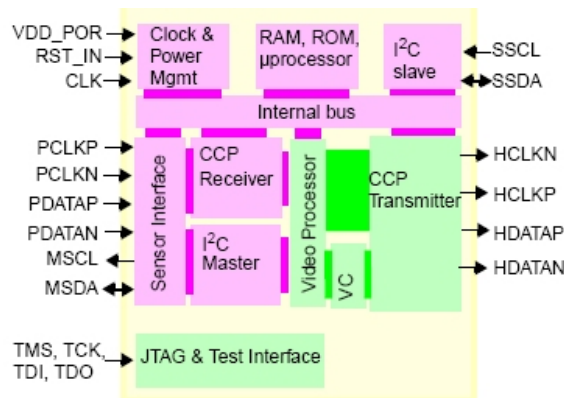 VDD_POR
RST_IN
CLK
Clock &
Power
Mgmt
RAM, ROM,
µprocessor
I²C
slave
SSCL
SSDA
Internal bus
PCLKP
PCLKN
PDATAP
PDATAN
MSCL
MSDA
Sensor Interface
CCP
Receiver
I²C
Master
Video Processor
VC
CCP
Transmitter
HCLKN
HCLKP
HDATAP
HDATAN
TMS, TCK,
TDI, TDO
JTAG & Test Interface